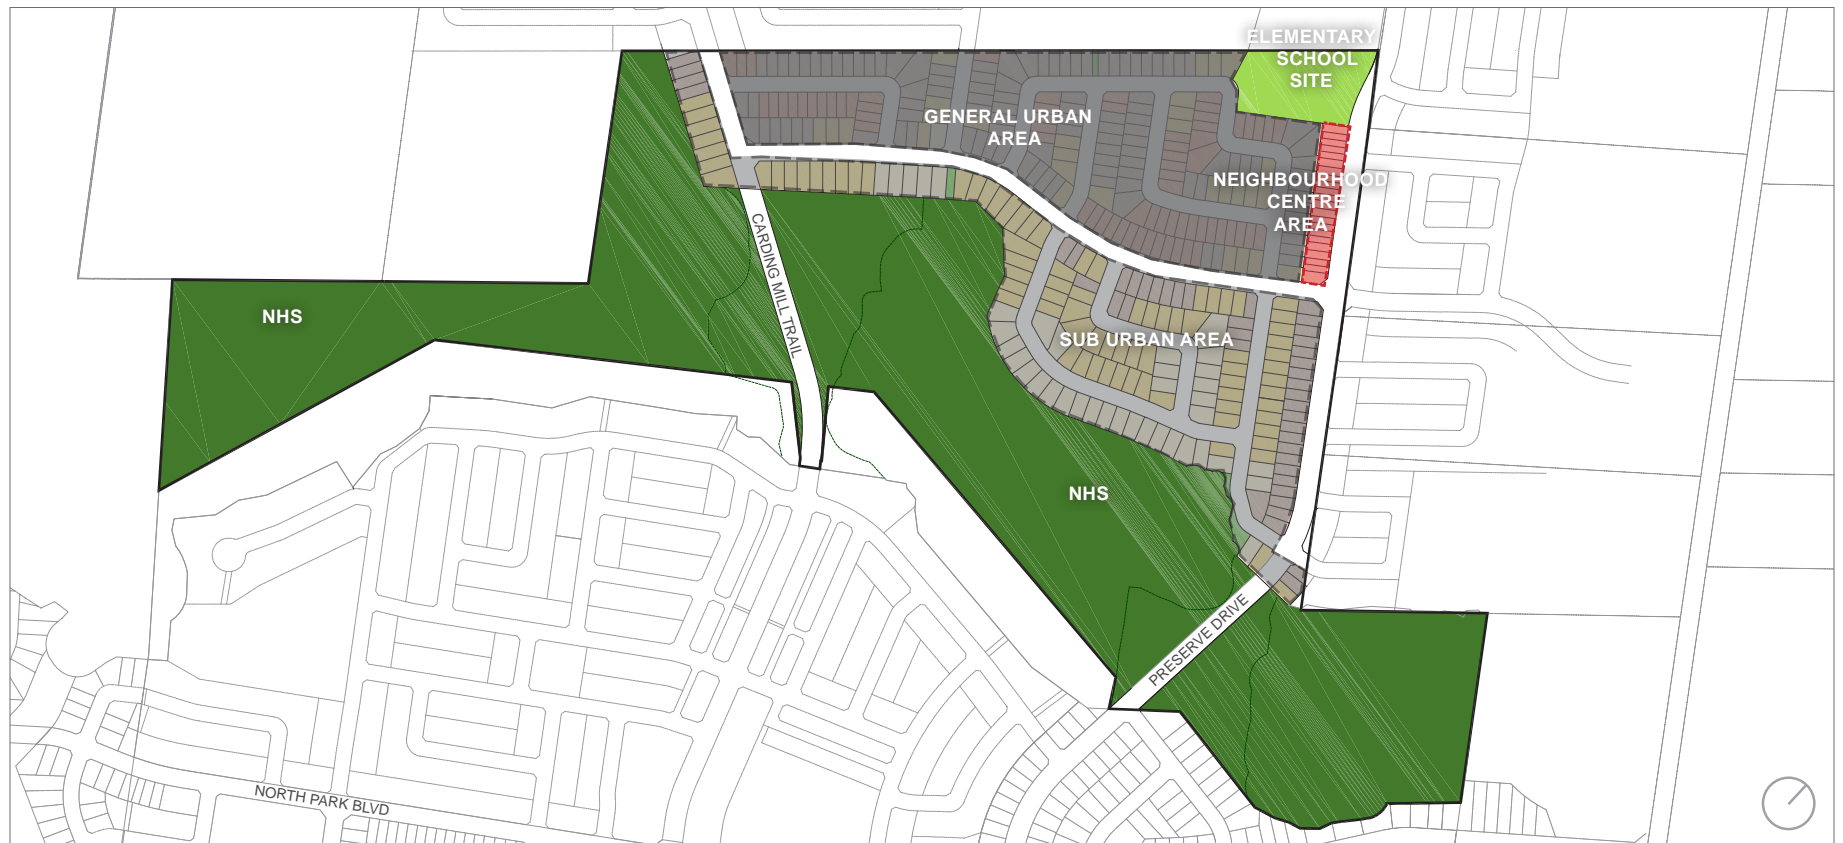 ELEMENTARY
SCHOOL
SITE
GENERAL URBAN
AREA
NEIGHBOURHOOD
CENTRE
AREA
CARDING MILL TRAIL
NHS
SUB URBAN AREA
NHS
PRESERVE DRIVE
NORTH PARK BLVD